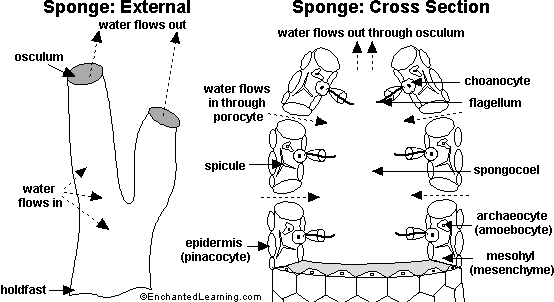 Sponge: External
water flows out
osculum
water
flows in
holdfast
©EnchantedLearning.com
Sponge: Cross Section
water flows out through osculum
choanocyte
water flows
in through
porocyte
flagellum
spicule
spongocoel
archaeocyte
(amoebocyte)
epidermis
(pinacocyte)
mesohyl
(mesenchyme)